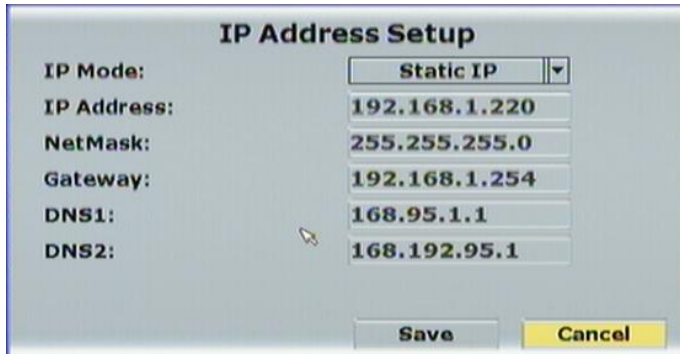 IP Address Setup
IP Mode: Static IP
IP Address: 192.168.1.220
NetMask: 255.255.255.0
Gateway: 192.168.1.254
DNS1: 168.95.1.1
DNS2: 168.192.95.1
Save Cancel